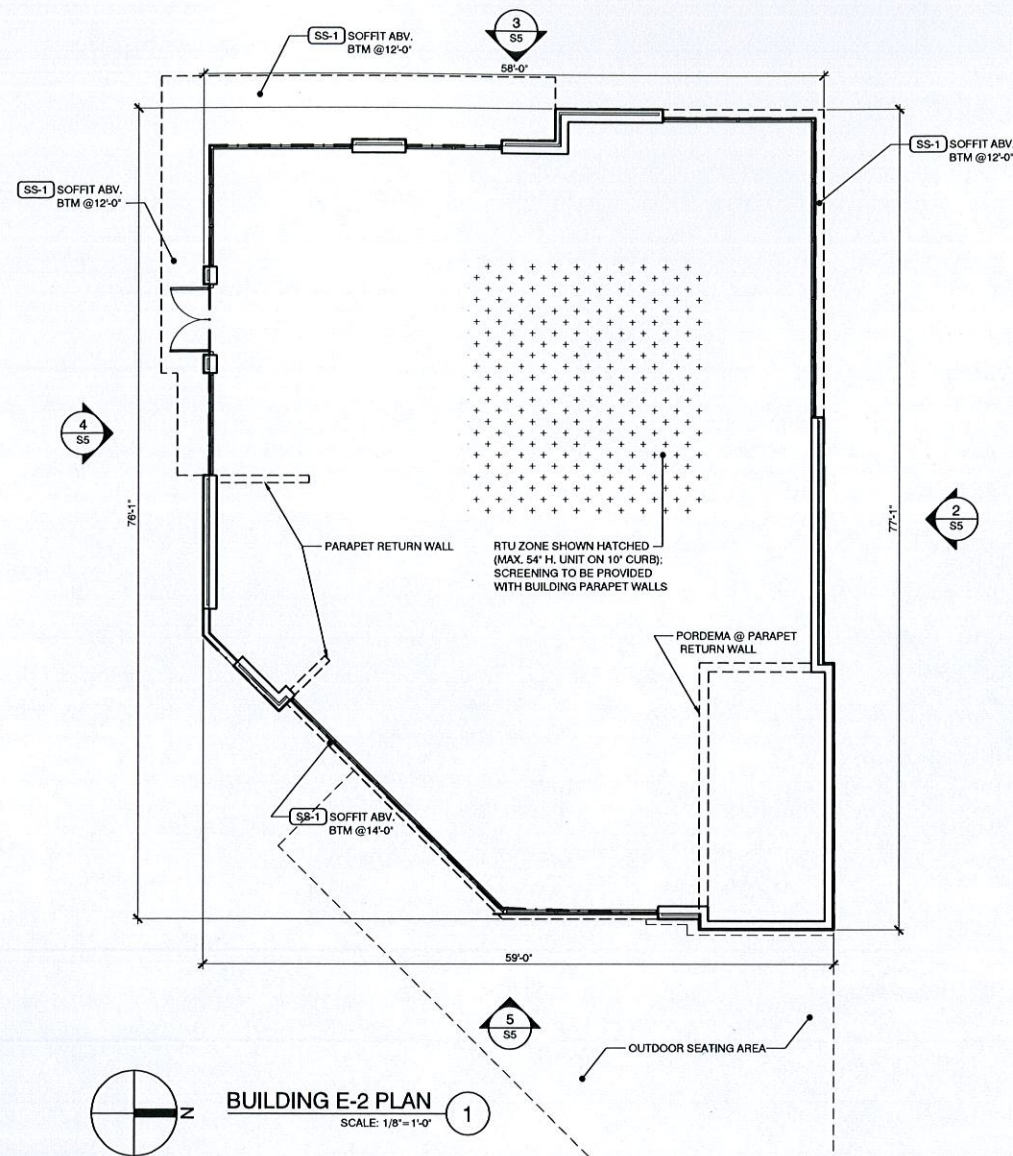 SS-1 SOFFIT ABV.
BTM @12'-0"
3
S5
58'-0"
SS-1 SOFFIT ABV.
BTM @12'-0"
SS-1 SOFFIT ABV.
BTM @12'-0"
4
S5
76'-1"
77'-1"
2
S5
PARAPET RETURN WALL
RTU ZONE SHOWN HATCHED
(MAX. 54" H. UNIT ON 10" CURB);
SCREENING TO BE PROVIDED
WITH BUILDING PARAPET WALLS
PORDEMA @ PARAPET
RETURN WALL
SS-1 SOFFIT ABV.
BTM @14'-0"
59'-0"
5
S5
OUTDOOR SEATING AREA
N
BUILDING E-2 PLAN
SCALE: 1/8"=1'-0"
1